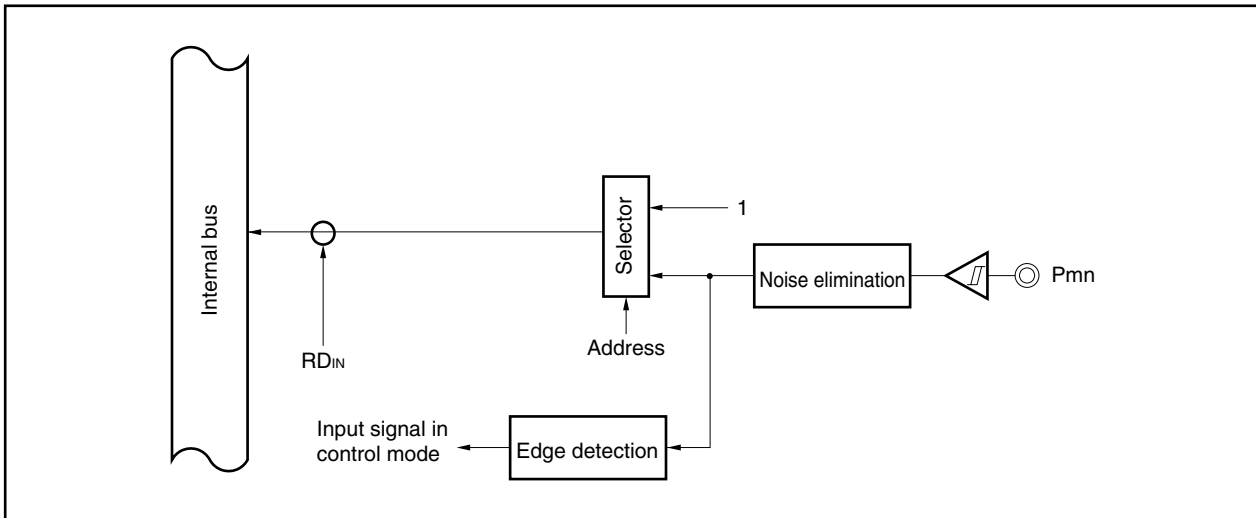 Internal bus
RDIN
Selector
1
Address
Noise elimination
Pmn
Input signal in
control mode
Edge detection